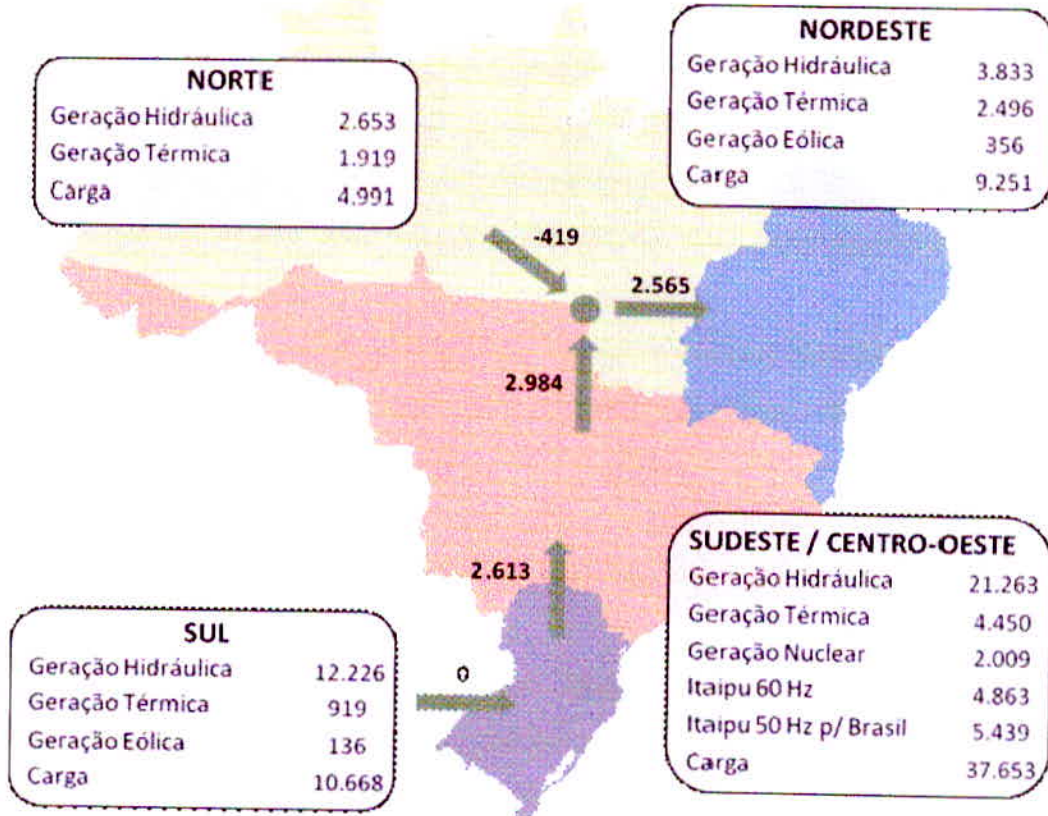 NORTE
Geração Hidráulica 2.653
Geração Térmica 1.919
Carga 4.991
NORDESTE
Geração Hidráulica 3.833
Geração Térmica 2.496
Geração Eólica 356
Carga 9.251
-419
2.565
2.984
2.613
SUDESTE / CENTRO-OESTE
Geração Hidráulica 21.263
Geração Térmica 4.450
Geração Nuclear 2.009
Itaipu 60 Hz 4.863
Itaipu 50 Hz p/ Brasil 5.439
Carga 37.653
SUL
Geração Hidráulica 12.226
Geração Térmica 919
Geração Eólica 136
Carga 10.668
0